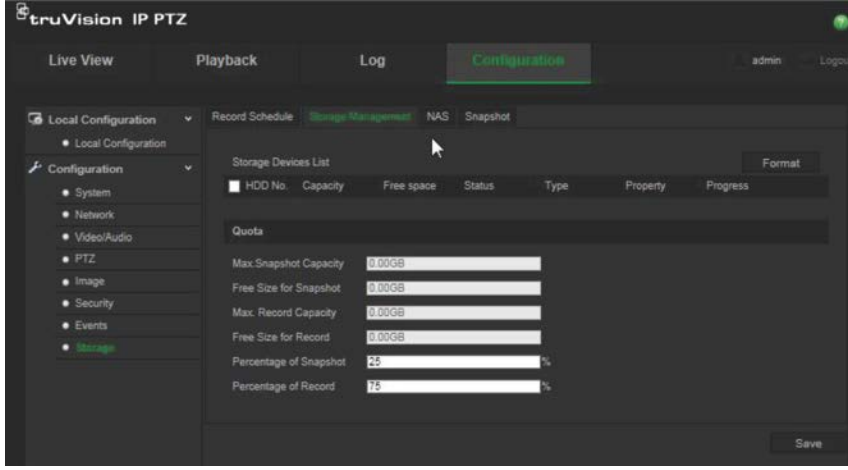 truVision IP PTZ
Live View Playback Log Configuration admin Logou
Local Configuration
Local Configuration
Configuration
System
Network
Video/Audio
PTZ
Image
Security
Events
Storage
Record Schedule Storage Management NAS Snapshot
Storage Devices List Format
HDD No. Capacity Free space Status Type Property Progress
Quota
Max.Snapshot Capacity 0.00GB
Free Size for Snapshot 0.00GB
Max. Record Capacity 0.00GB
Free Size for Record 0.00GB
Percentage of Snapshot 25 %
Percentage of Record 75 %
Save